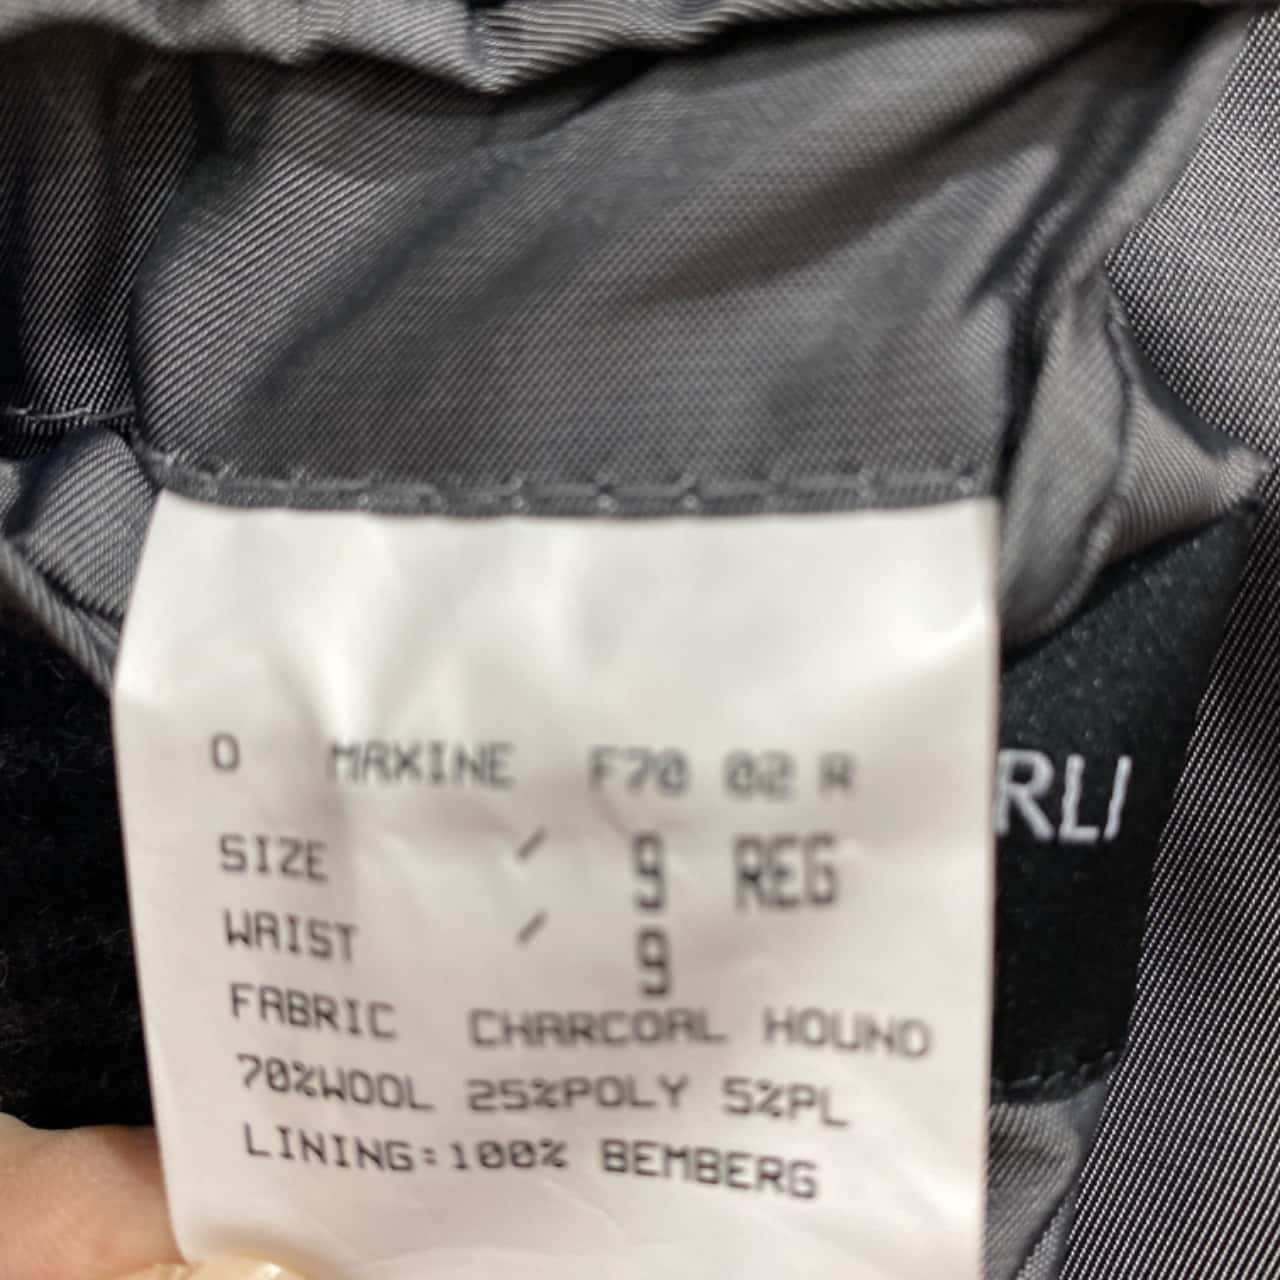 O MAXINE F70 02 R
RLI
SIZE / 9 REG
WAIST / 9
FABRIC CHARCOAL HOUND
70%WOOL 25%POLY 5%PL
LINING:100% BEMBERG